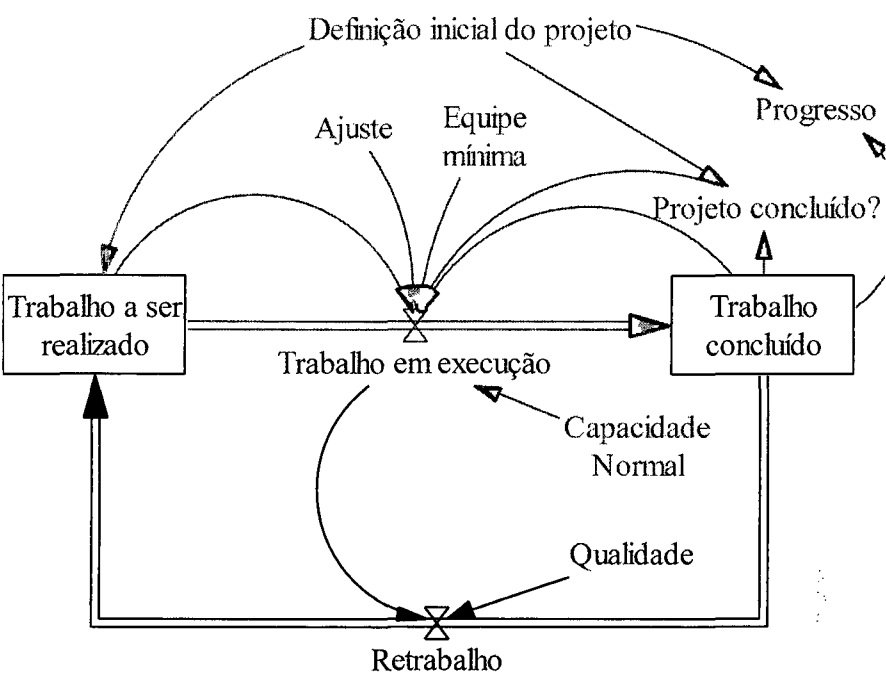 Definição inicial do projeto
Progresso
Ajuste
Equipe
mínima
Projeto concluído?
Trabalho a ser
realizado
Trabalho
concluído
Trabalho em execução
Capacidade
Normal
Qualidade
Retrabalho